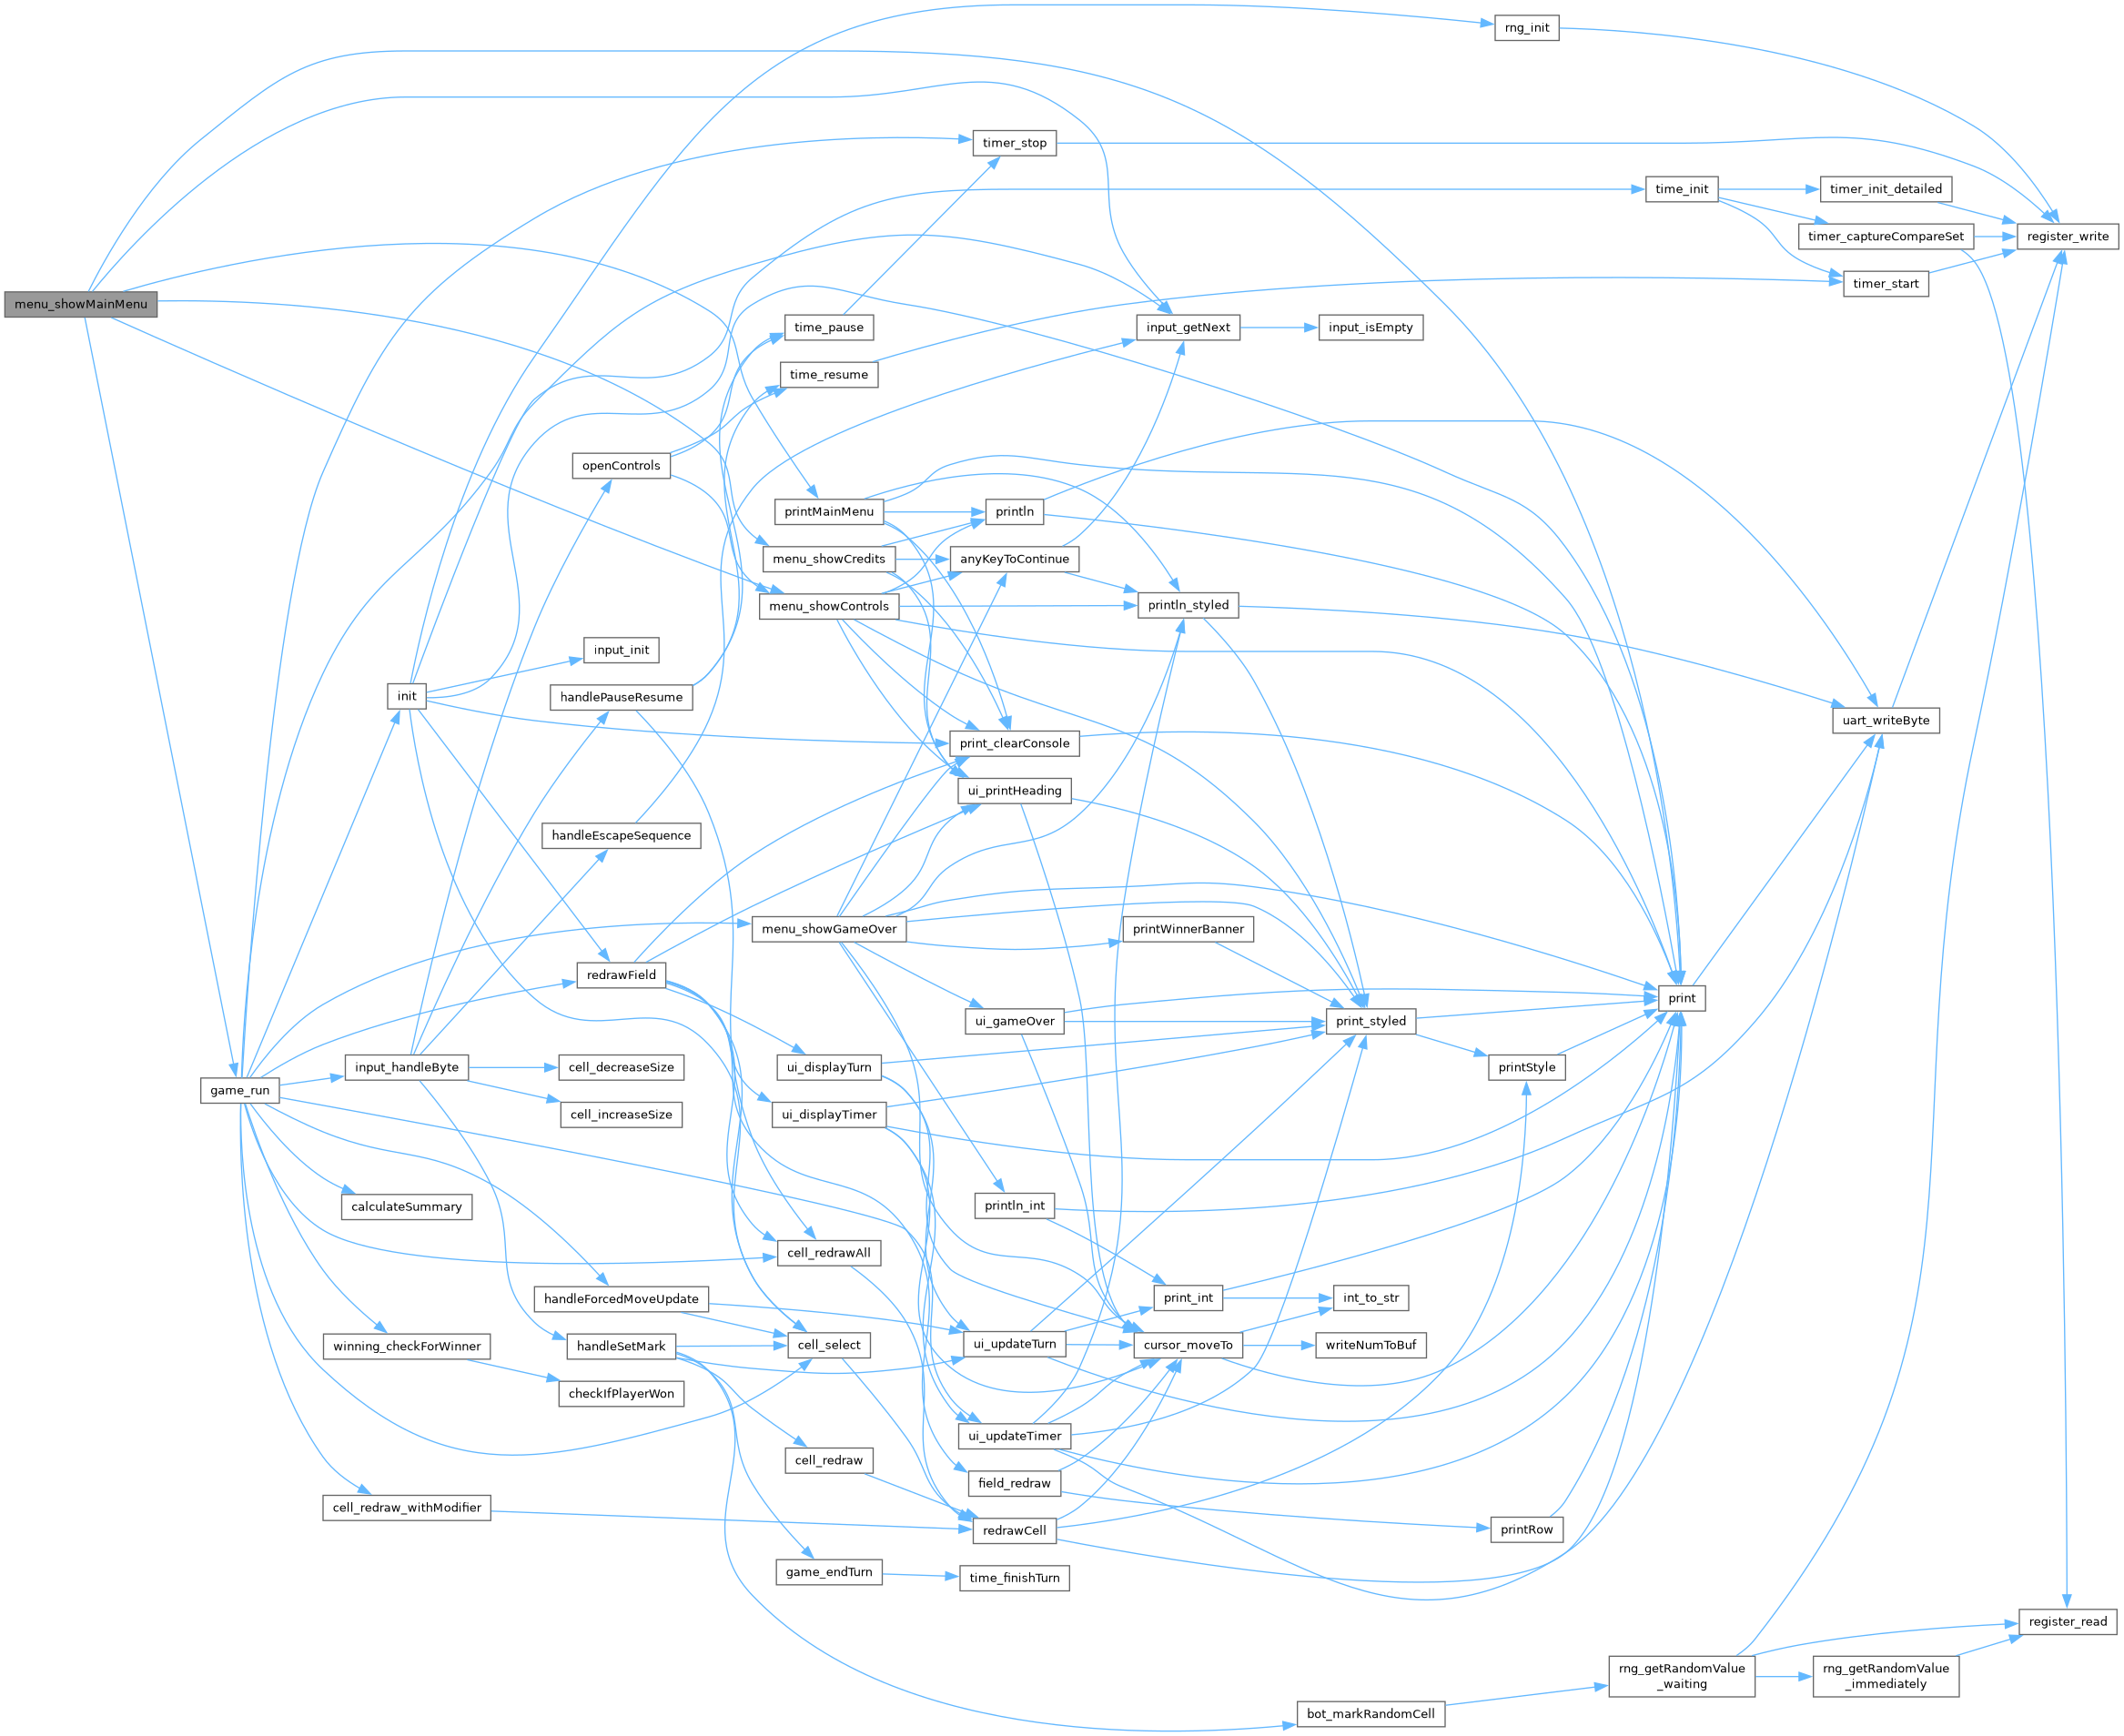 rng_init
timer_stop
time_init
timer_init_detailed
timer_captureCompareSet
register_write
timer_start
menu_showMainMenu
time_pause
input_getNext
input_isEmpty
time_resume
openControls
printMainMenu
println
menu_showCredits
anyKeyToContinue
menu_showControls
println_styled
input_init
init
handlePauseResume
uart_writeByte
print_clearConsole
ui_printHeading
handleEscapeSequence
menu_showGameOver
printWinnerBanner
redrawField
print
ui_gameOver
print_styled
input_handleByte
cell_decreaseSize
ui_displayTurn
printStyle
game_run
cell_increaseSize
ui_displayTimer
calculateSummary
println_int
cell_redrawAll
handleForcedMoveUpdate
print_int
int_to_str
winning_checkForWinner
handleSetMark
cell_select
ui_updateTurn
cursor_moveTo
writeNumToBuf
checkIfPlayerWon
ui_updateTimer
cell_redraw
field_redraw
cell_redraw_withModifier
redrawCell
printRow
game_endTurn
time_finishTurn
register_read
rng_getRandomValue
_waiting
rng_getRandomValue
_immediately
bot_markRandomCell